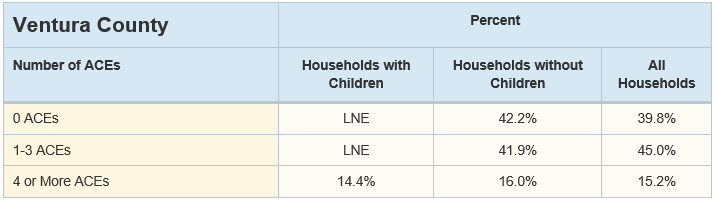 Ventura County
Percent
Number of ACEs
Households with
Children
Households without
Children
All
Households
0 ACEs LNE 42.2% 39.8%
1-3 ACEs LNE 41.9% 45.0%
4 or More ACEs 14.4% 16.0% 15.2%